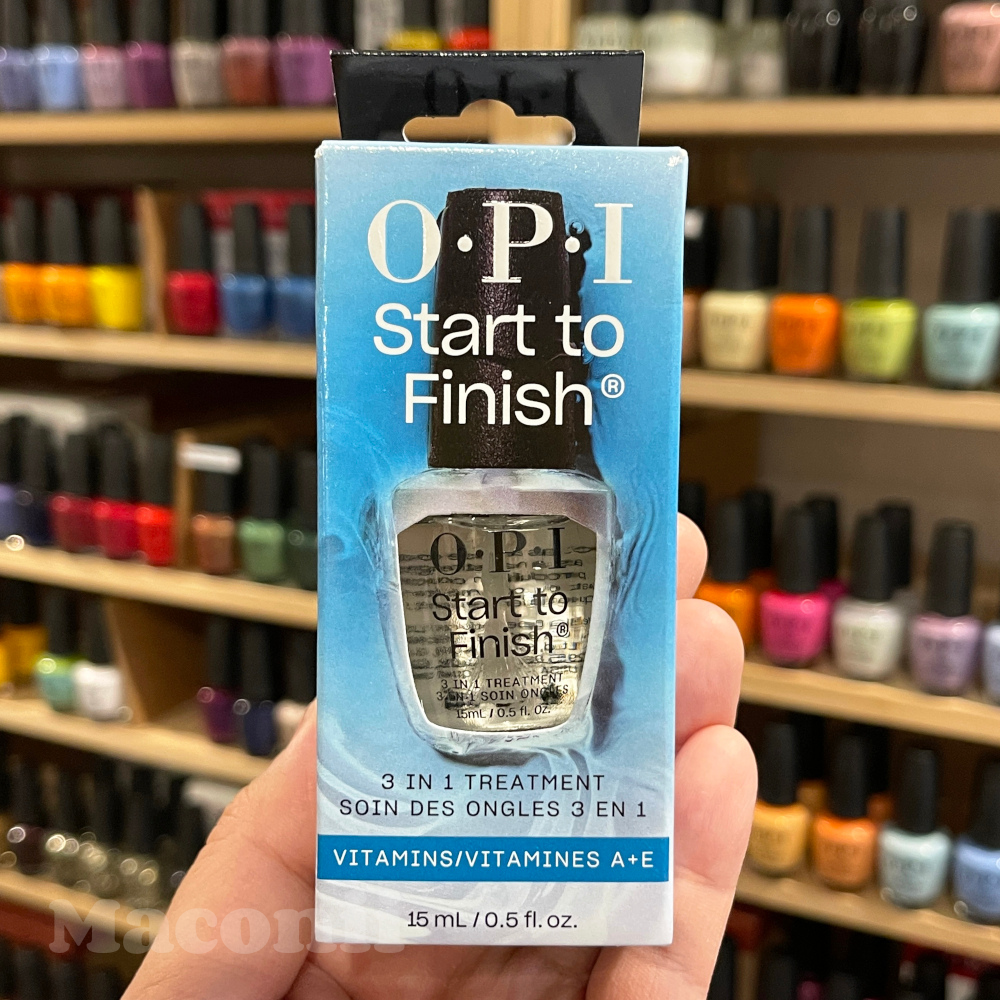 O·P·I
Start to
Finish®
O·P·I
Start to
Finish®
3 IN 1 TREATMENT
3 EN 1 SOIN ONGLES
15mL / 0.5 fl. oz.
3 IN 1 TREATMENT
SOIN DES ONGLES 3 EN 1
VITAMINS/VITAMINES A+E
15 mL / 0.5 fl. oz.